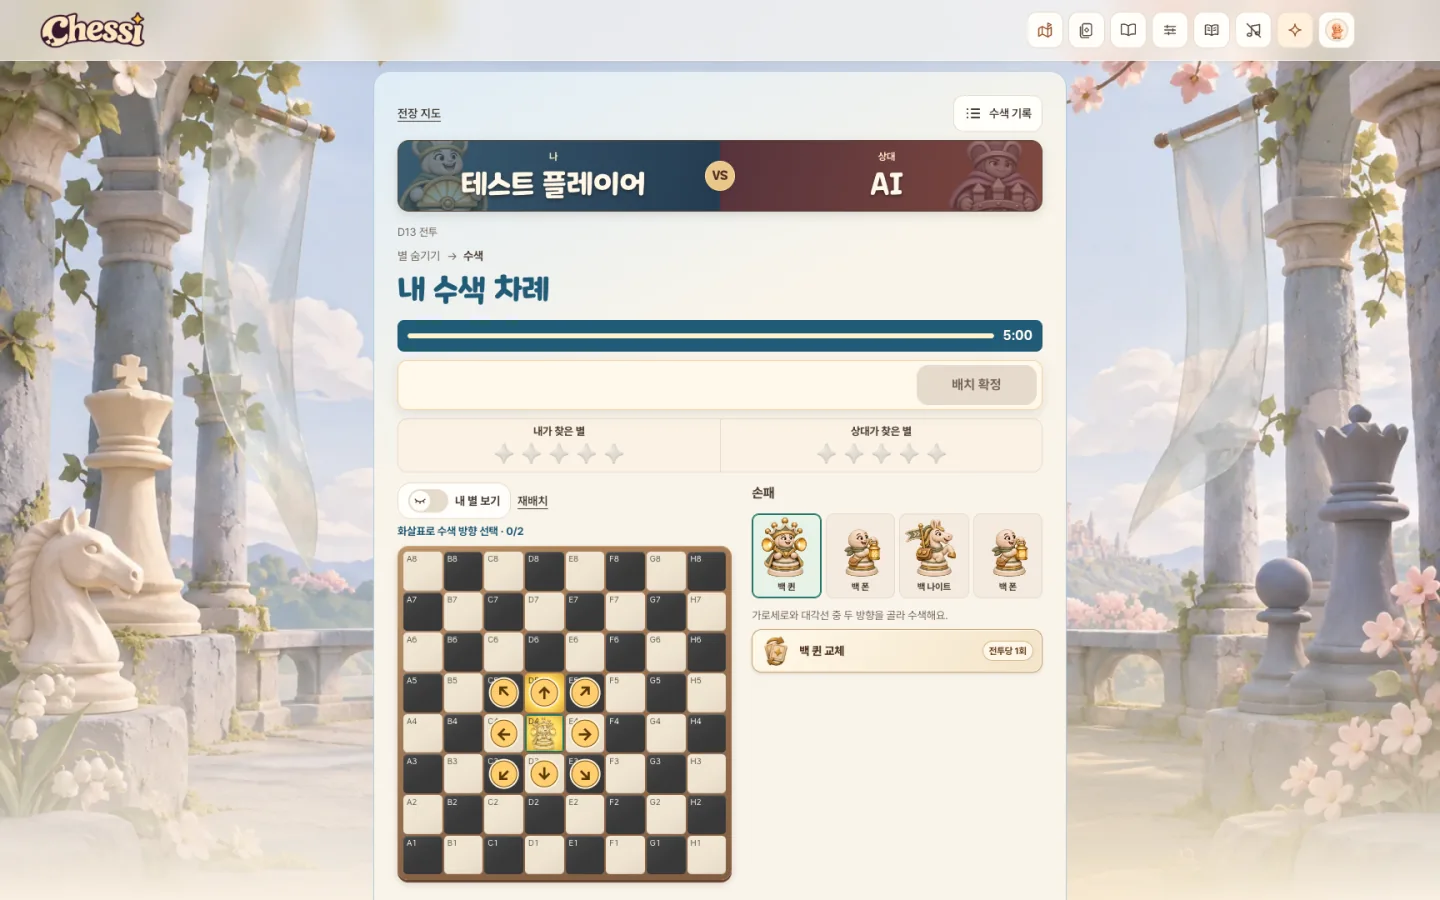 Chessi
전장 지도
수색 기록
나
테스트 플레이어
VS
상대
AI
D13 전투
별 숨기기 → 수색
내 수색 차례
5:00
배치 확정
내가 찾은 별
상대가 찾은 별
내 별 보기
재배치
화살표로 수색 방향 선택 · 0/2
A8 B8 C8 D8 E8 F8 G8 H8
A7 B7 C7 D7 E7 F7 G7 H7
A6 B6 C6 D6 E6 F6 G6 H6
A5 B5 F5 G5 H5
A4 B4 D4 F4 G4 H4
A3 B3 F3 G3 H3
A2 B2 C2 D2 E2 F2 G2 H2
A1 B1 C1 D1 E1 F1 G1 H1
손패
백 퀸
백 폰
백 나이트
백 폰
가로세로와 대각선 중 두 방향을 골라 수색해요.
백 퀸 교체
전투당 1회